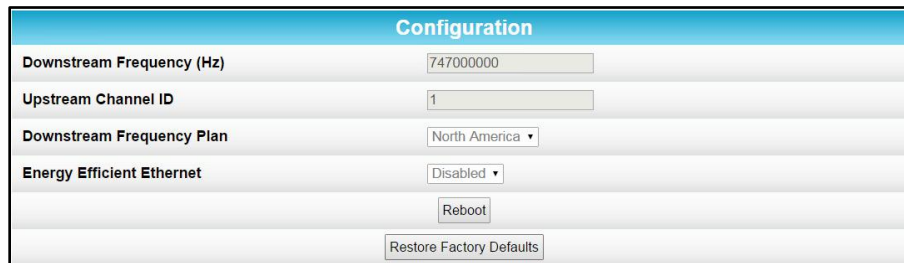 Configuration
Downstream Frequency (Hz) 747000000
Upstream Channel ID 1
Downstream Frequency Plan North America
Energy Efficient Ethernet Disabled
Reboot
Restore Factory Defaults